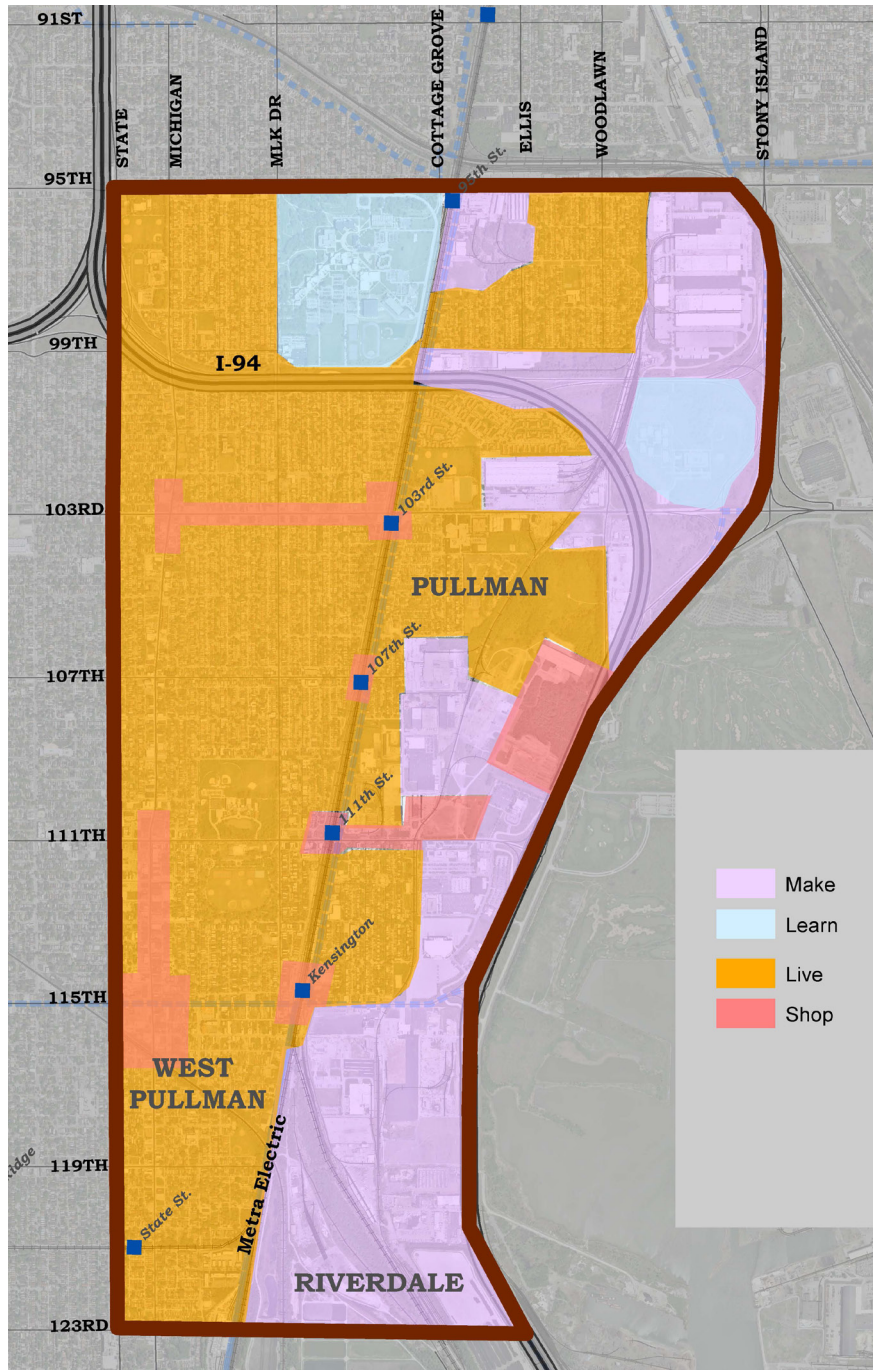 91ST
STATE
MICHIGAN
MLK DR
COTTAGE GROVE
ELLIS
WOODLAWN
STONY ISLAND
95TH
95th St.
99TH
I-94
103RD
103rd St.
PULLMAN
107TH
107th St.
111TH
111th St.
Make
Learn
Live
Shop
Kensington
115TH
WEST
PULLMAN
119TH
Metra Electric
State St.
RIVERDALE
123RD